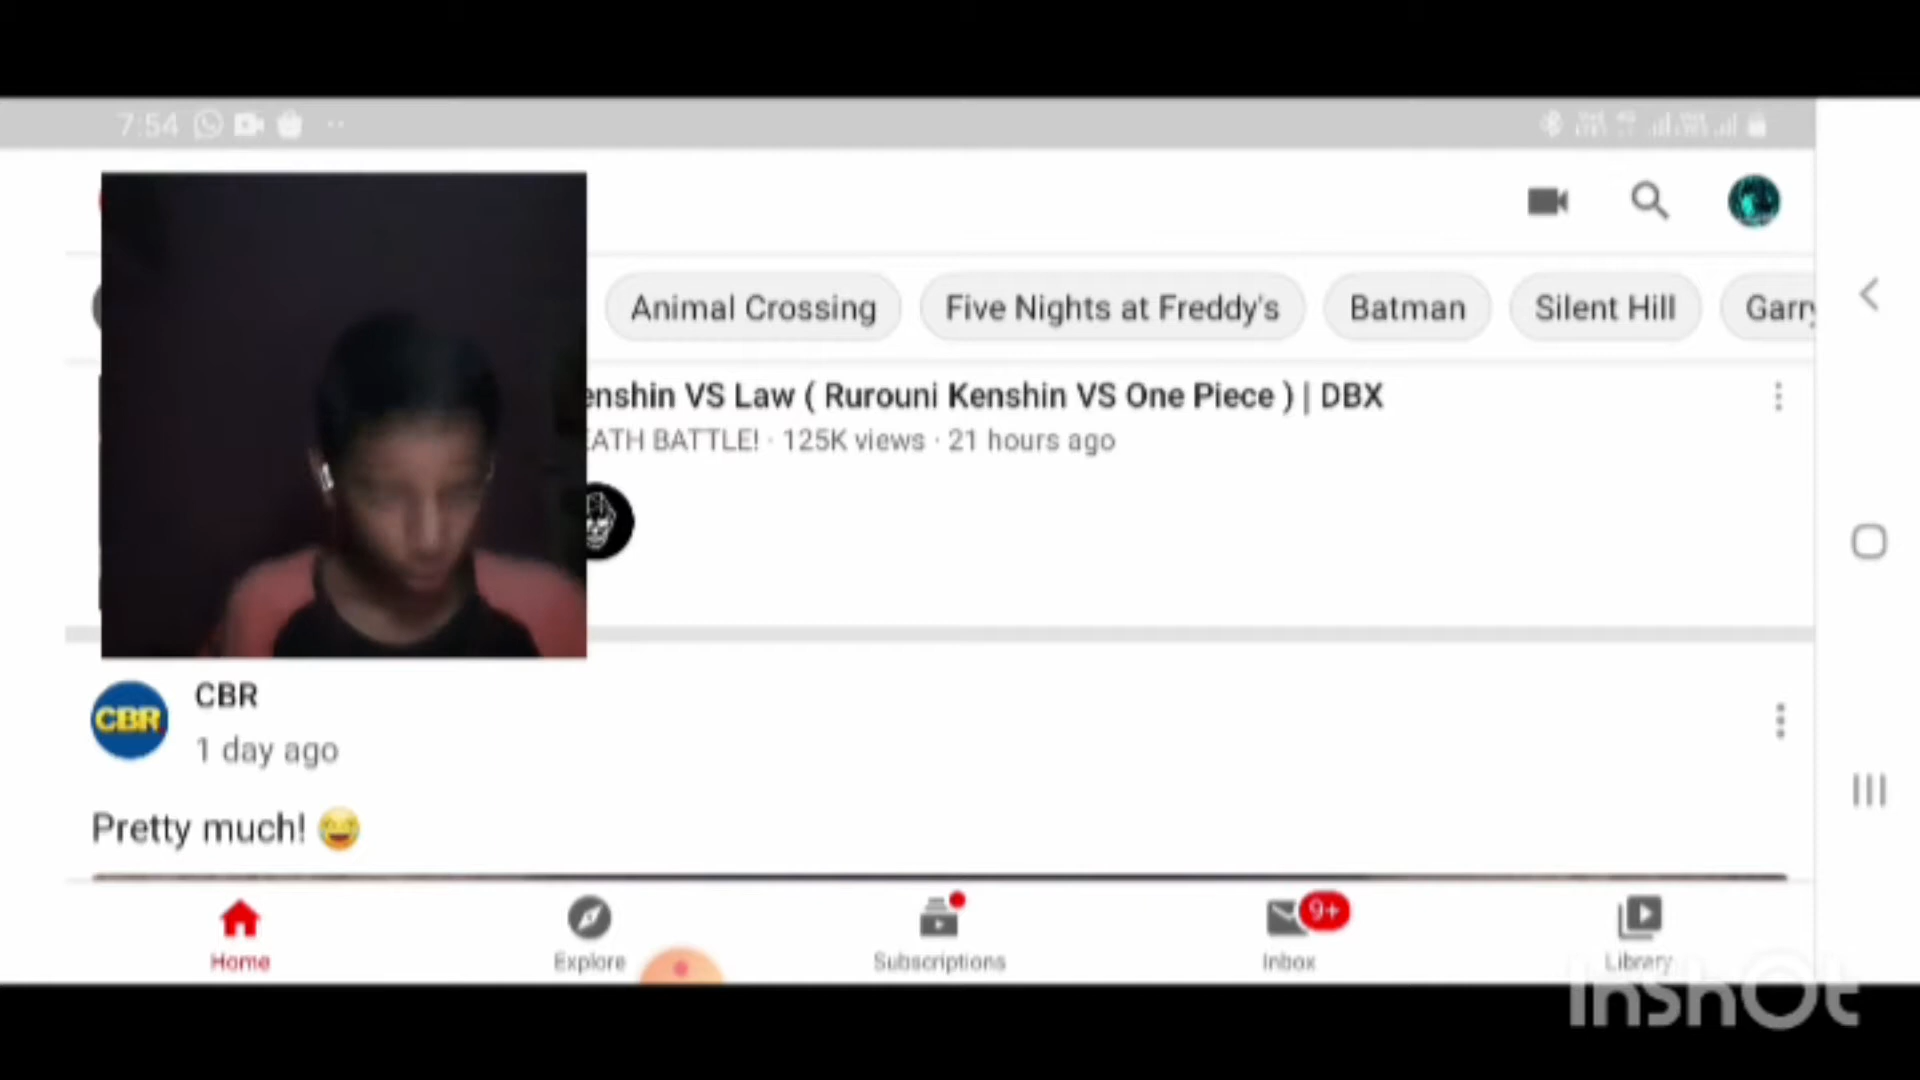 7:54
Animal Crossing
Five Nights at Freddy's
Batman
Silent Hill
Garry
enshin VS Law ( Rurouni Kenshin VS One Piece ) | DBX
EATH BATTLE! · 125K views · 21 hours ago
CBR
CBR
1 day ago
Pretty much! 😂
Home
Explore
Subscriptions
9+
Inbox
Library
InShOt